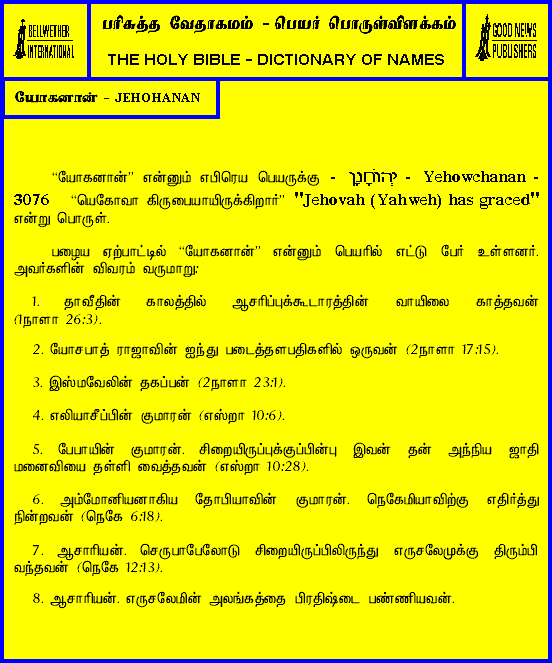 BELLWETHER
INTERNATIONAL
பரிசுத்த வேதாகமம் - பெயர் பொருள்விளக்கம்
THE HOLY BIBLE - DICTIONARY OF NAMES
GOOD NEWS
PUBLISHERS
யோகனான் - JEHOHANAN
“யோகனான்” என்னும் எபிரெய பெயருக்கு - יְהוֹחָנָן - Yehowchanan -
3076 “யெகோவா கிருபையாயிருக்கிறார்” "Jehovah (Yahweh) has graced"
என்று பொருள்.
பழைய ஏற்பாட்டில் “யோகனான்” என்னும் பெயரில் எட்டு பேர் உள்ளனர்.
அவர்களின் விவரம் வருமாறு:
1. தாவீதின் காலத்தில் ஆசரிப்புக்கூடாரத்தின் வாயிலை காத்தவன்
(1நாளா 26:3).
2. யோசபாத் ராஜாவின் ஐந்து படைத்தளபதிகளில் ஒருவன் (2நாளா 17:15).
3. இஸ்மவேலின் தகப்பன் (2நாளா 23:1).
4. எலியாசீப்பின் குமாரன் (எஸ்றா 10:6).
5. பேபாயின் குமாரன். சிறையிருப்புக்குப்பின்பு இவன் தன் அந்நிய ஜாதி
மனைவியை தள்ளி வைத்தவன் (எஸ்றா 10:28).
6. அம்மோனியனாகிய தோபியாவின் குமாரன். நெகேமியாவிற்கு எதிர்த்து
நின்றவன் (நெகே 6:18).
7. ஆசாரியன். செருபாபேலோடு சிறையிருப்பிலிருந்து எருசலேமுக்கு திரும்பி
வந்தவன் (நெகே 12:13).
8. ஆசாரியன். எருசலேமின் அலங்கத்தை பிரதிஷ்டை பண்ணியவன்.